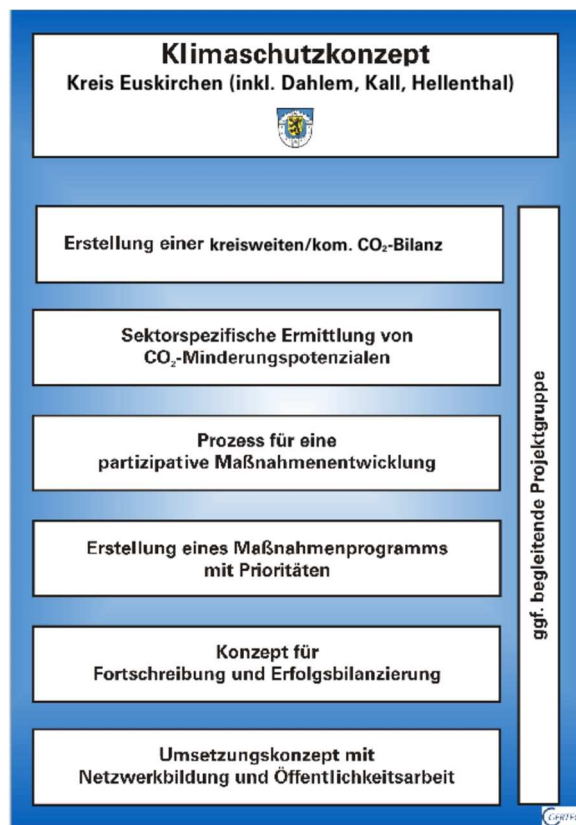 Klimaschutzkonzept
Kreis Euskirchen (inkl. Dahlem, Kall, Hellenthal)
Erstellung einer kreisweiten/kom. CO₂-Bilanz
Sektorspezifische Ermittlung von
CO₂-Minderungspotenzialen
Prozess für eine
partizipative Maßnahmenentwicklung
Erstellung eines Maßnahmenprogramms
mit Prioritäten
Konzept für
Fortschreibung und Erfolgsbilanzierung
Umsetzungskonzept mit
Netzwerkbildung und Öffentlichkeitsarbeit
ggf. begleitende Projektgruppe